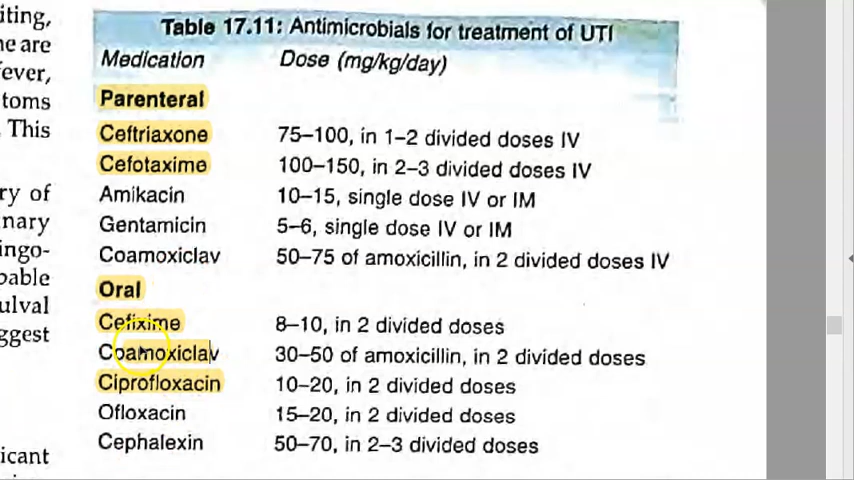 iting,
ne are
ever,
toms
This
ry of
nary
ingo-
bable
ulval
ggest
icant
Table 17.11: Antimicrobials for treatment of UTI
Medication Dose (mg/kg/day)
Parenteral
Ceftriaxone 75–100, in 1–2 divided doses IV
Cefotaxime 100–150, in 2–3 divided doses IV
Amikacin 10–15, single dose IV or IM
Gentamicin 5–6, single dose IV or IM
Coamoxiclav 50–75 of amoxicillin, in 2 divided doses IV
Oral
Cefixime 8–10, in 2 divided doses
Coamoxiclav 30–50 of amoxicillin, in 2 divided doses
Ciprofloxacin 10–20, in 2 divided doses
Ofloxacin 15–20, in 2 divided doses
Cephalexin 50–70, in 2–3 divided doses